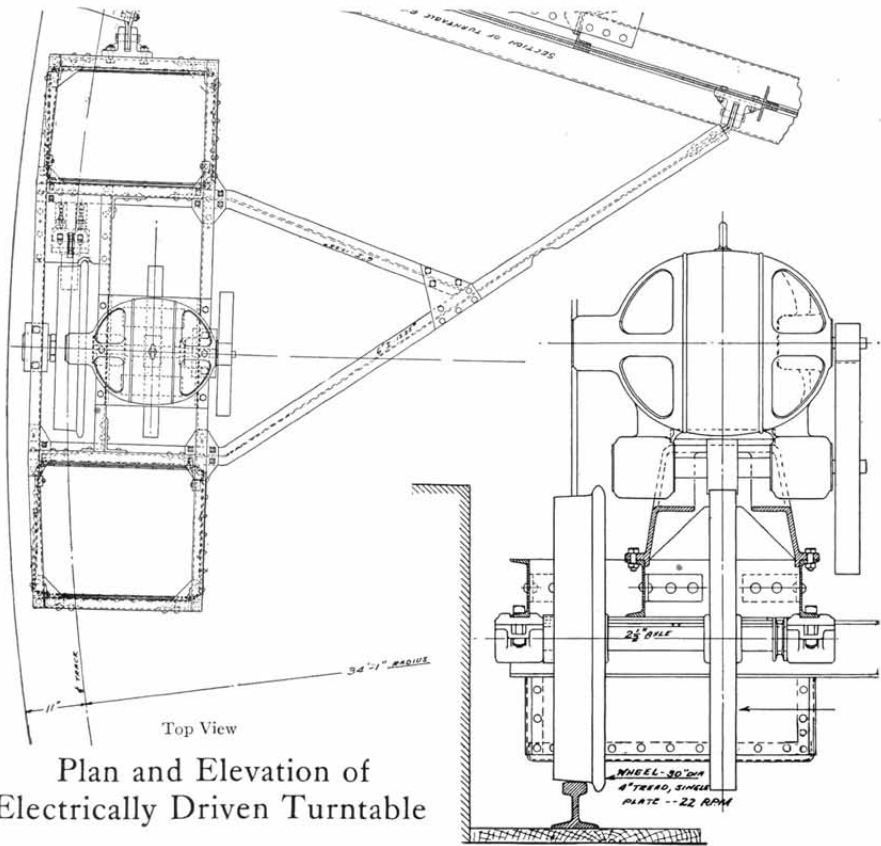 SECTION OF TURNTABLE
2½" AXLE
34'-1" RADIUS
TRACK
11"
Top View
Plan and Elevation of
Electrically Driven Turntable
WHEEL-30"DIA
4"TREAD, SINGLE
PLATE -- 22 RPM